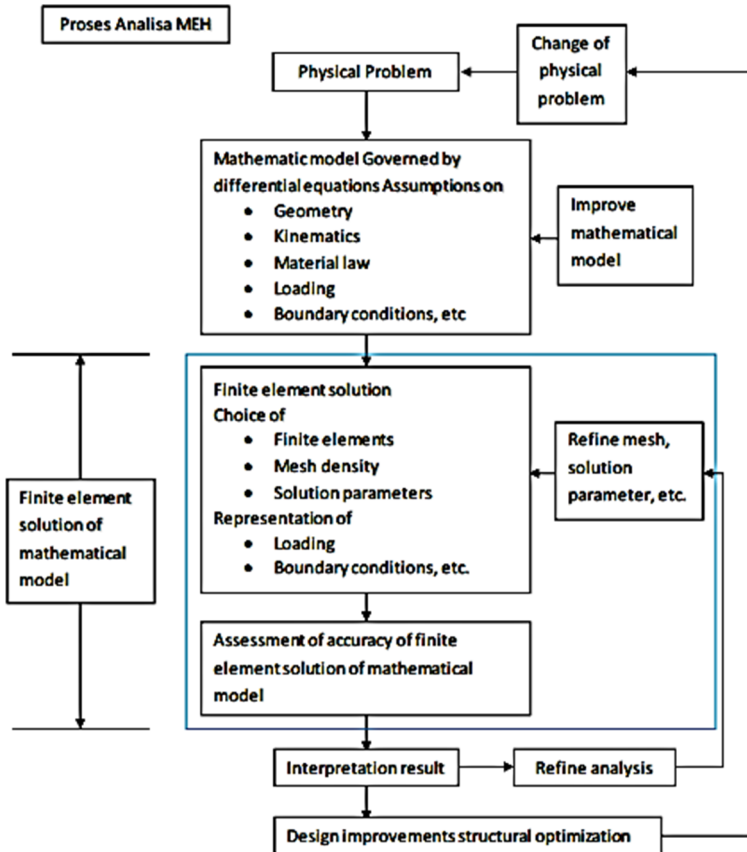 Proses Analisa MEH
Physical Problem
Change of
physical
problem
Mathematic model Governed by
differential equations Assumptions on
• Geometry
• Kinematics
• Material law
• Loading
• Boundary conditions, etc
Improve
mathematical
model
Finite element
solution of
mathematical
model
Finite element solution
Choice of
• Finite elements
• Mesh density
• Solution parameters
Representation of
• Loading
• Boundary conditions, etc.
Refine mesh,
solution
parameter, etc.
Assessment of accuracy of finite
element solution of mathematical
model
Interpretation result
Refine analysis
Design improvements structural optimization